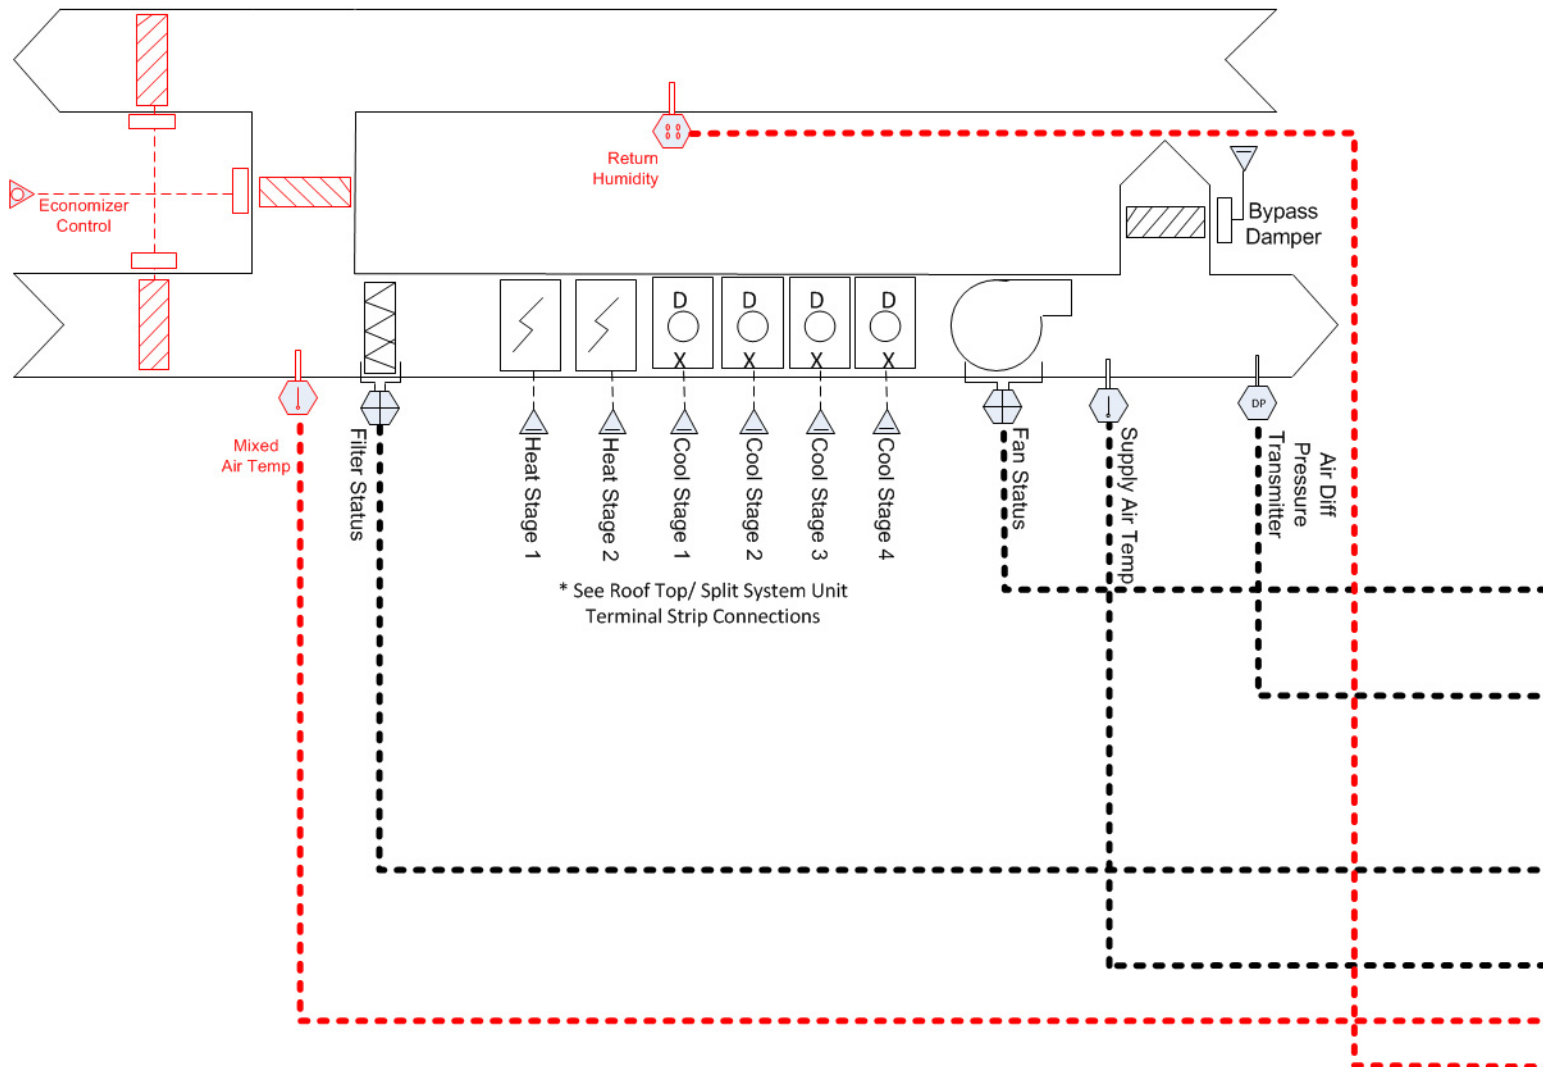 Return
Humidity
Economizer
Control
Bypass
Damper
D
D
D
D
X
X
X
X
DP
Mixed
Air Temp
Filter Status
Heat Stage 1
Heat Stage 2
Cool Stage 1
Cool Stage 2
Cool Stage 3
Cool Stage 4
Fan Status
Supply Air Temp
Air Diff
Pressure
Transmitter
* See Roof Top/ Split System Unit
Terminal Strip Connections